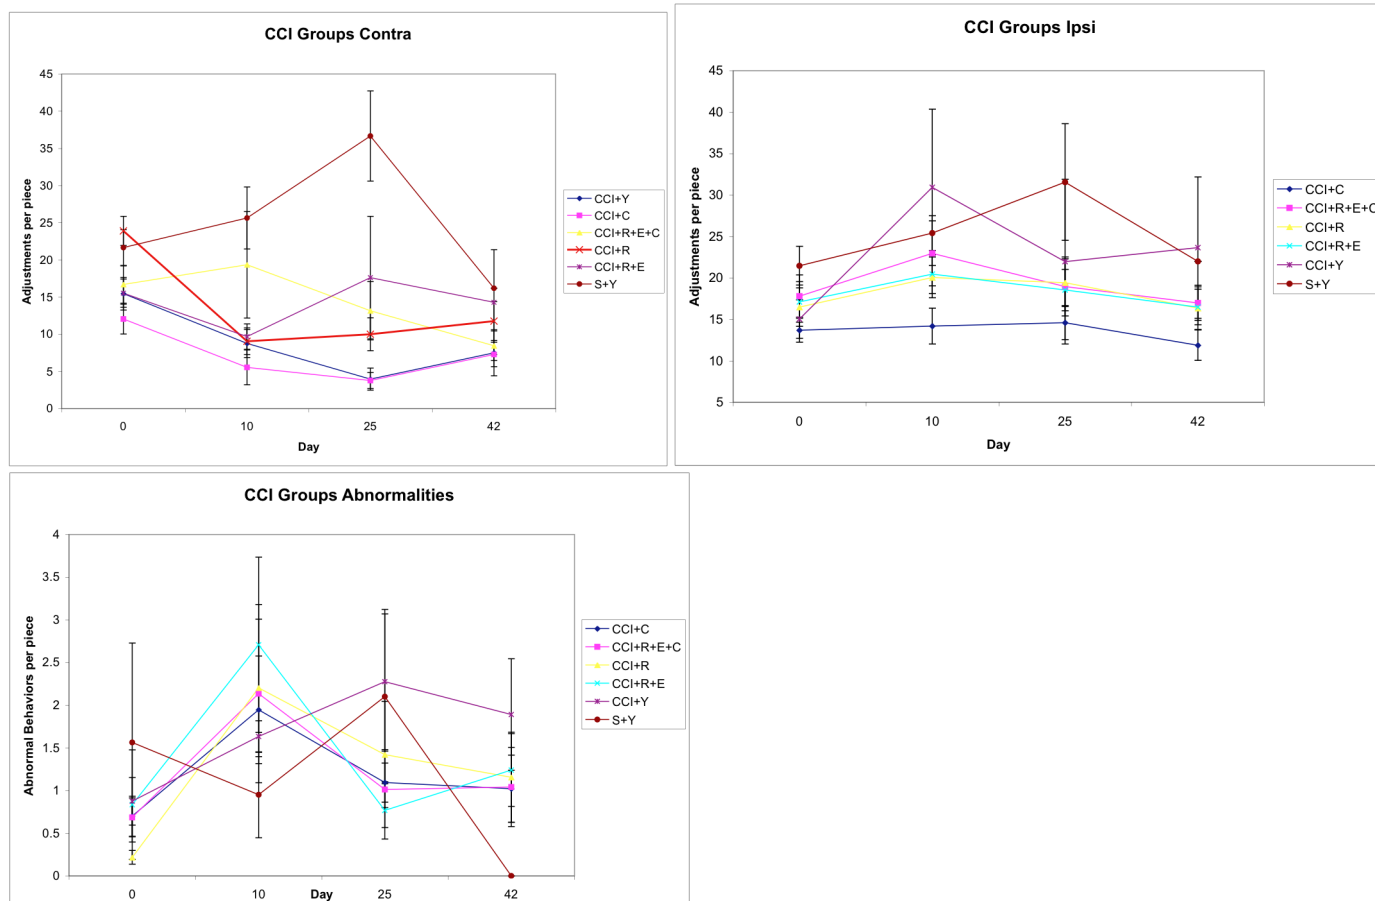 CCI Groups Contra
Adjustments per piece
45
40
35
30
25
20
15
10
5
0
0 10 25 42
Day
CCI+Y
CCI+C
CCI+R+E+C
CCI+R
CCI+R+E
S+Y
CCI Groups Ipsi
Adjustments per piece
45
40
35
30
25
20
15
10
5
0 10 25 42
Day
CCI+C
CCI+R+E+C
CCI+R
CCI+R+E
CCI+Y
S+Y
CCI Groups Abnormalities
Abnormal Behaviors per piece
4
3.5
3
2.5
2
1.5
1
0.5
0
0 10 Day 25 42
CCI+C
CCI+R+E+C
CCI+R
CCI+R+E
CCI+Y
S+Y